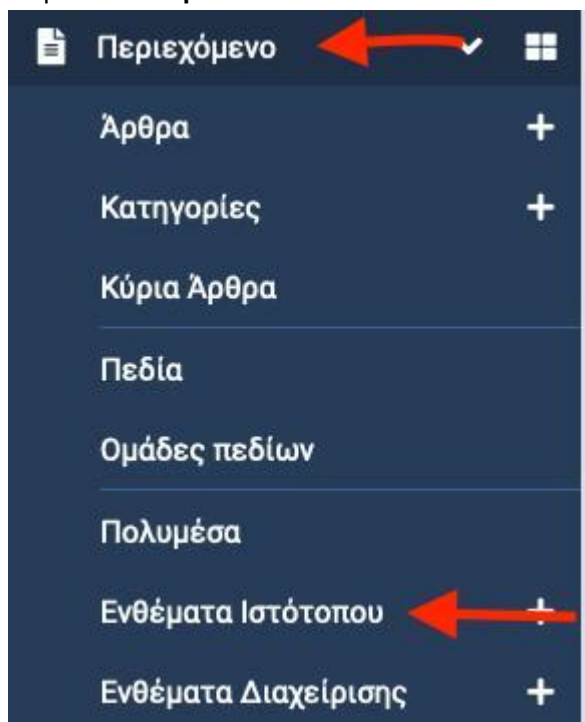 Περιεχόμενο
Άρθρα
Κατηγορίες
Κύρια Άρθρα
Πεδία
Ομάδες πεδίων
Πολυμέσα
Ενθέματα Ιστότοπου
Ενθέματα Διαχείρισης